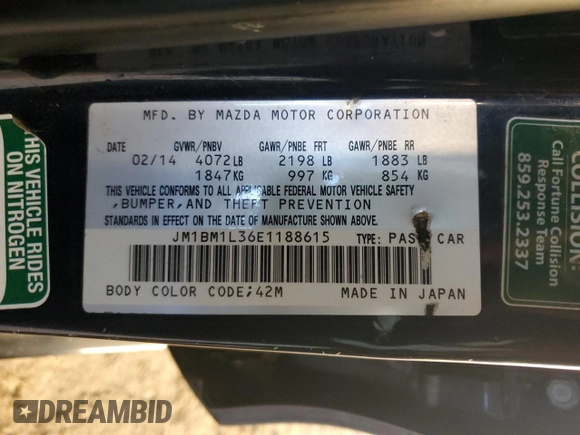 MFD. BY MAZDA MOTOR CORPORATION
DATE GVWR/PNBV GAWR/PNBE FRT GAWR/PNBE RR
02/14 4072 LB 2198 LB 1883 LB
1847 KG 997 KG 854 KG
THIS VEHICLE CONFORMS TO ALL APPLICABLE FEDERAL MOTOR VEHICLE SAFETY
,BUMPER,AND THEFT PREVENTION
STANDARDS IN EFFECT ON THE DATE OF MANUFACTURE SHOWN ABOVE.
JM1BM1L36E1188615 TYPE: PASS CAR
BODY COLOR CODE;42M MADE IN JAPAN
THIS VEHICLE RIDES
ON NITROGEN
COLLISION
Call Fortune Collision
Response Team
859.253.2337
DREAMBID